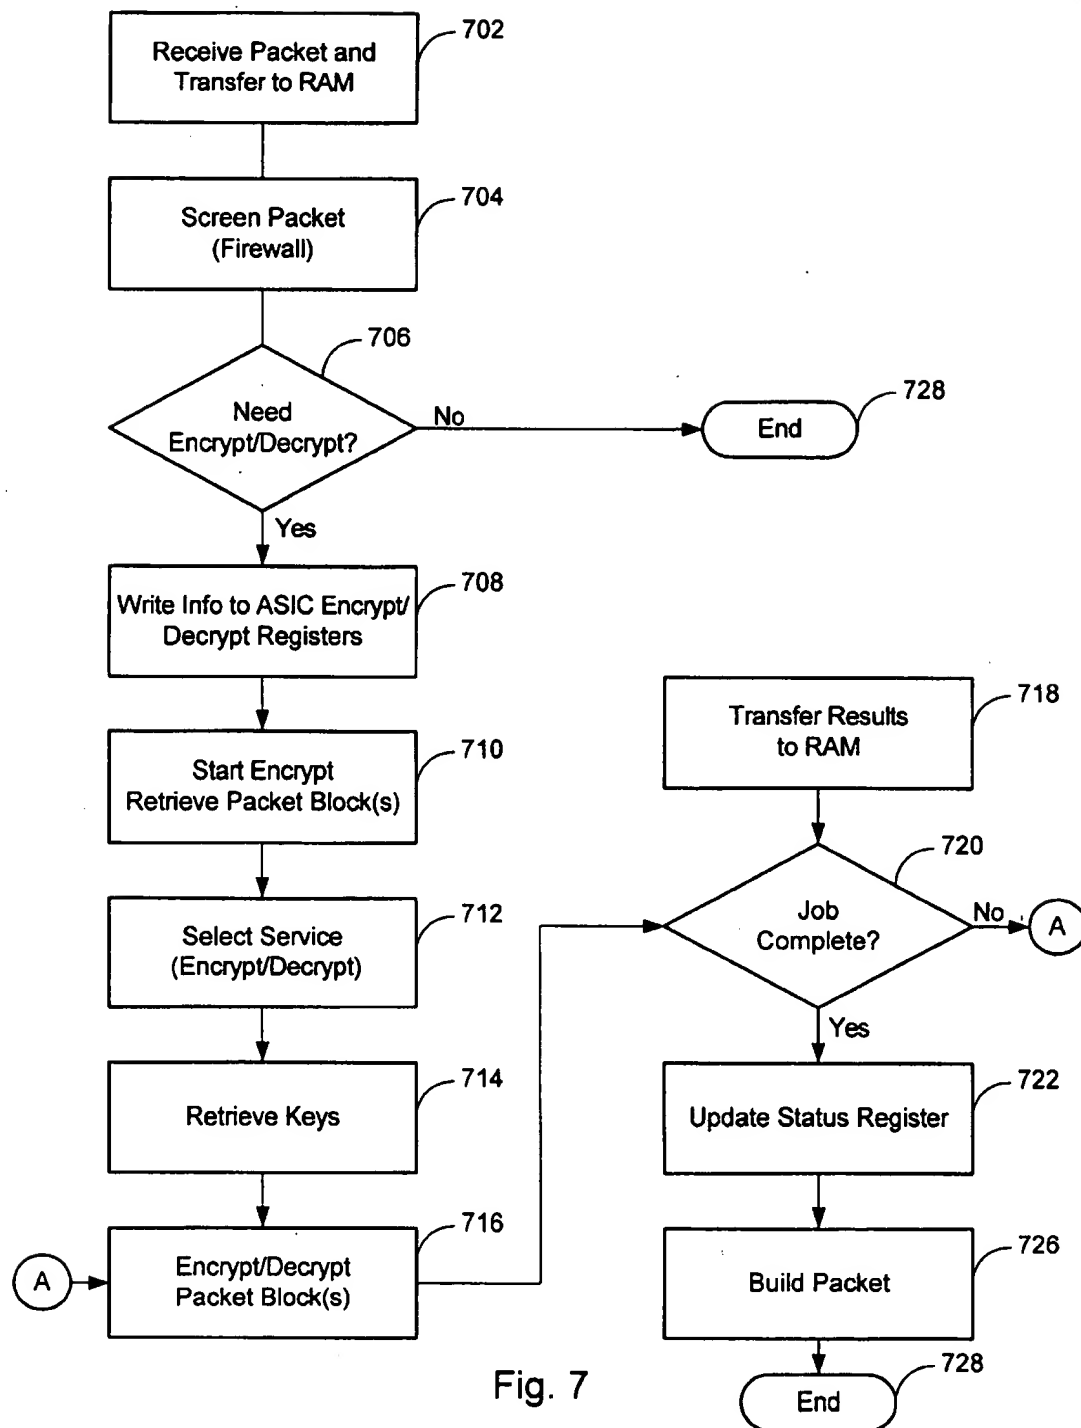 Receive Packet and
Transfer to RAM
702
Screen Packet
(Firewall)
704
706
Need
Encrypt/Decrypt?
No
End
728
Yes
Write Info to ASIC Encrypt/
Decrypt Registers
708
Start Encrypt
Retrieve Packet Block(s)
710
Select Service
(Encrypt/Decrypt)
712
Retrieve Keys
714
A
Encrypt/Decrypt
Packet Block(s)
716
Transfer Results
to RAM
718
720
Job
Complete?
No
A
Yes
Update Status Register
722
Build Packet
726
End
728
Fig. 7